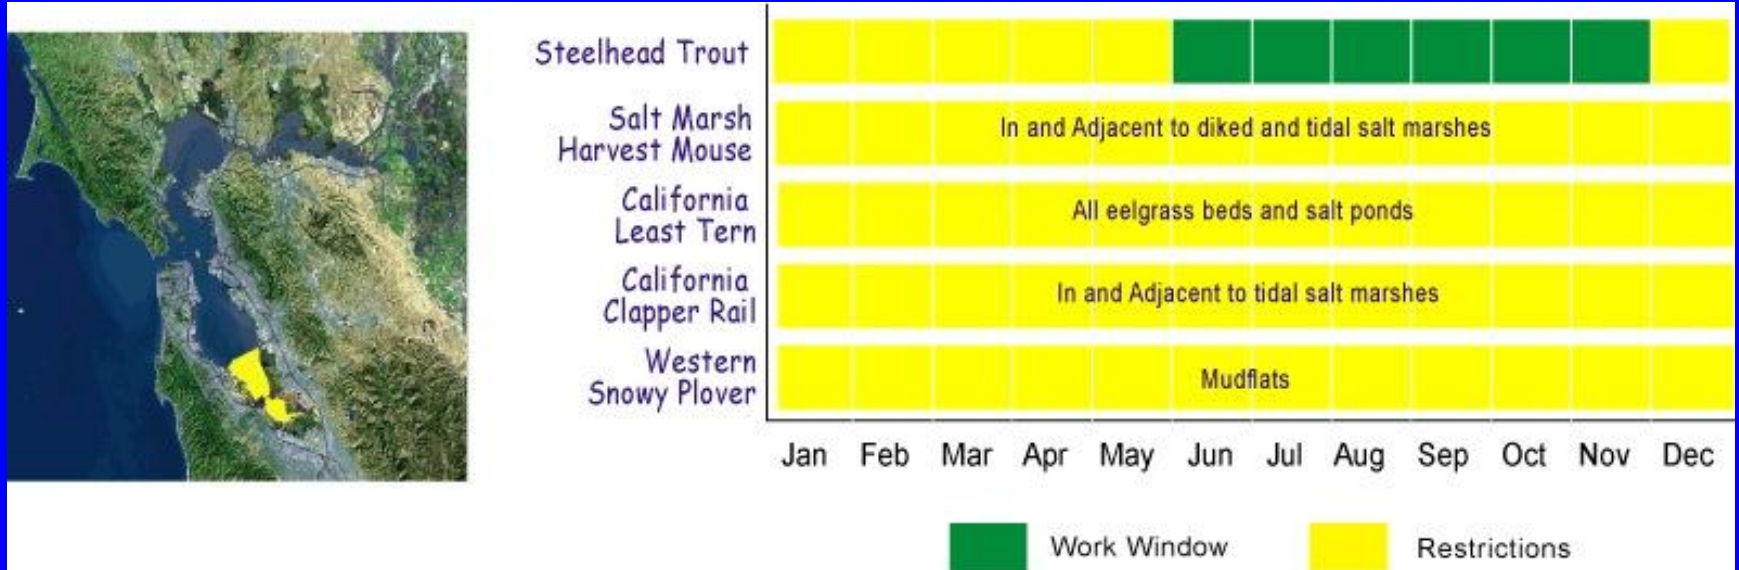 Steelhead Trout
Salt Marsh
Harvest Mouse
In and Adjacent to diked and tidal salt marshes
California
Least Tern
All eelgrass beds and salt ponds
California
Clapper Rail
In and Adjacent to tidal salt marshes
Western
Snowy Plover
Mudflats
Jan Feb Mar Apr May Jun Jul Aug Sep Oct Nov Dec
Work Window Restrictions